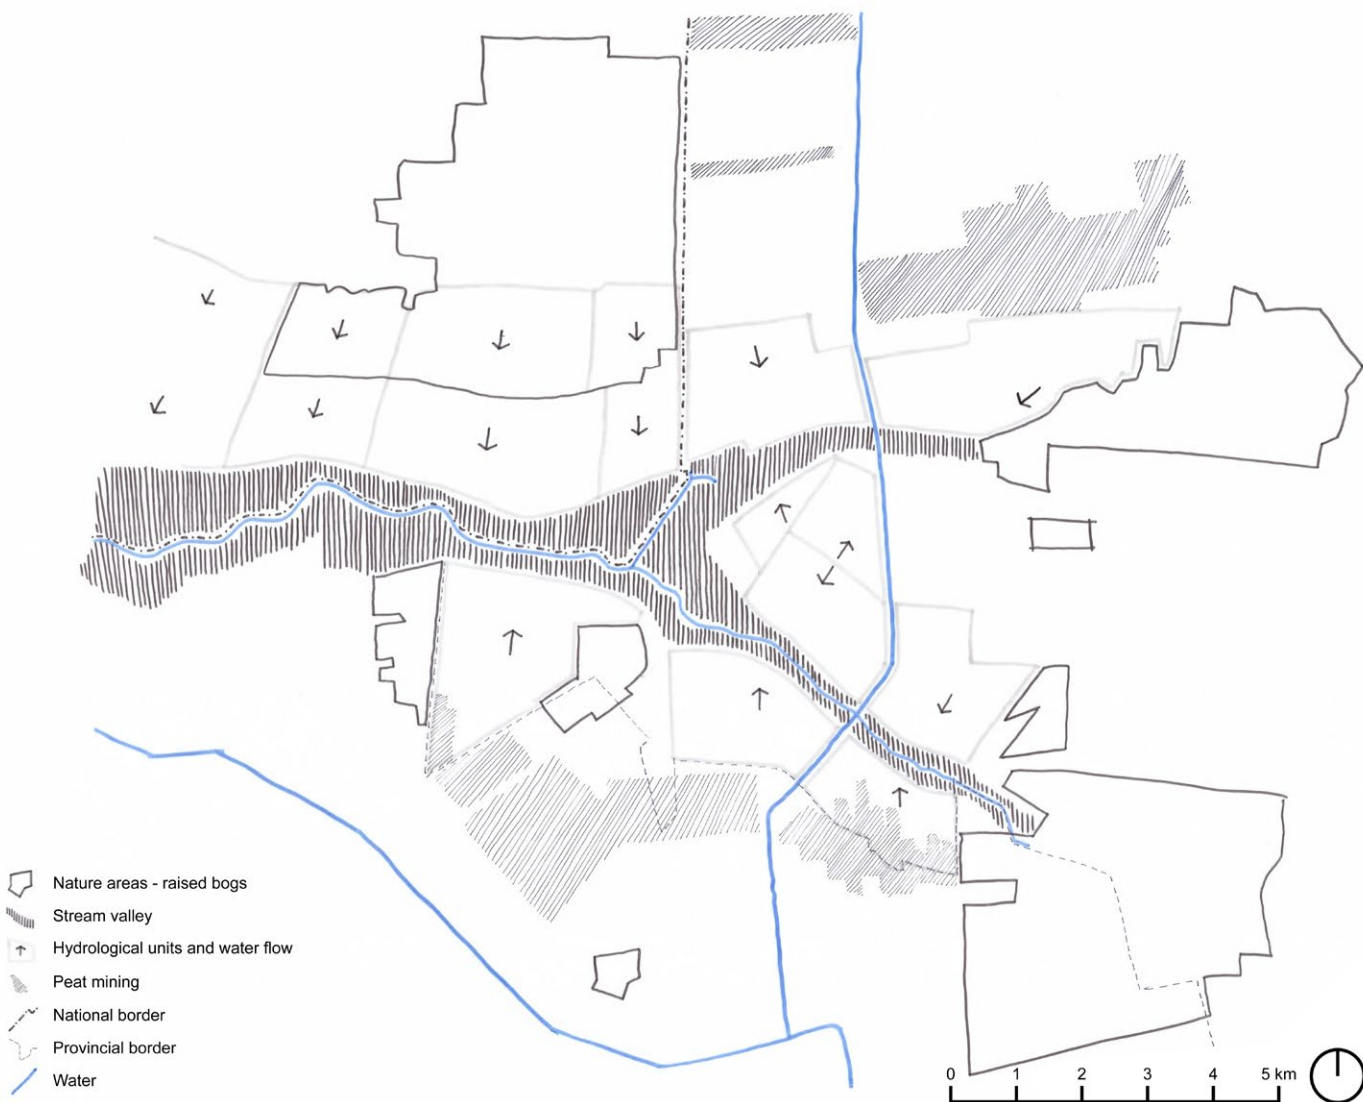 Nature areas - raised bogs
Stream valley
Hydrological units and water flow
Peat mining
National border
Provincial border
Water
0 1 2 3 4 5 km